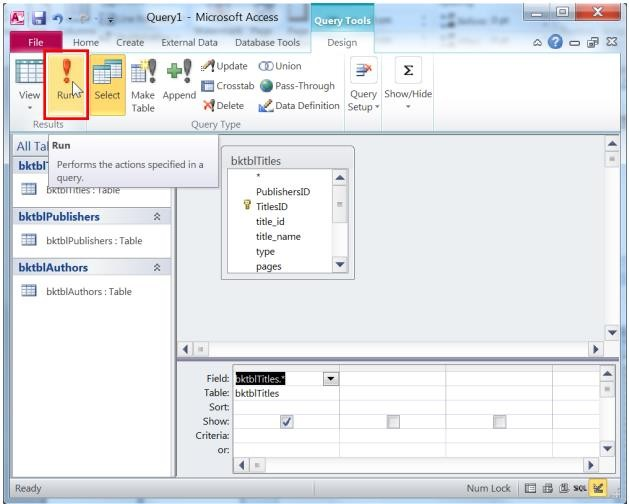 Query1 - Microsoft Access
Query Tools
File Home Create External Data Database Tools Design
View
Run
Select
Make Table
Append
Update
Crosstab
Delete
Union
Pass-Through
Data Definition
Query Setup
Show/Hide
Results
Query Type
All Ta
Run
Performs the actions specified in a query.
bktblT
bktblTitles : Table
bktblPublishers
bktblPublishers : Table
bktblAuthors
bktblAuthors : Table
bktblTitles
*
PublishersID
TitlesID
title_id
title_name
type
pages
Field: bktblTitles.*
Table: bktblTitles
Sort:
Show:
Criteria:
or:
Ready
Num Lock
SQL